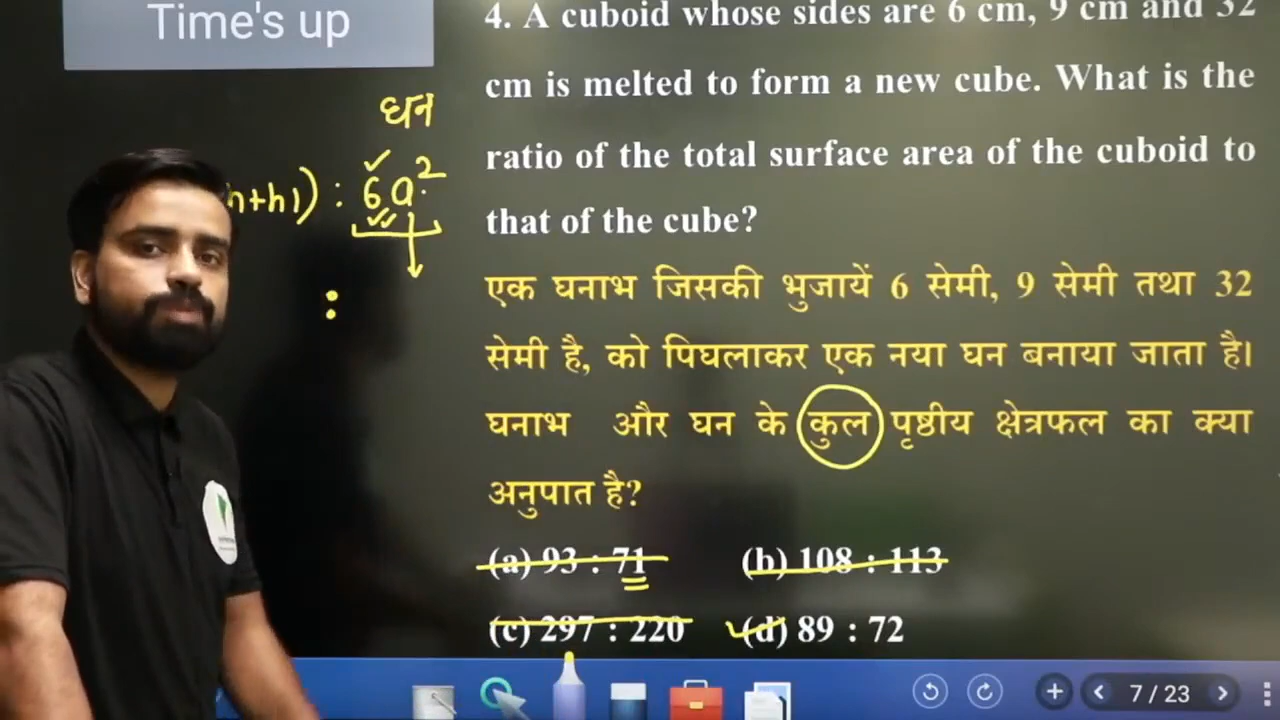 Time's up
4. A cuboid whose sides are 6 cm, 9 cm and 32
cm is melted to form a new cube. What is the
ratio of the total surface area of the cuboid to
that of the cube?
घन
h+hl) : 6a²
:
एक घनाभ जिसकी भुजायें 6 सेमी, 9 सेमी तथा 32
सेमी है, को पिघलाकर एक नया घन बनाया जाता है।
घनाभ और घन के कुल पृष्ठीय क्षेत्रफल का क्या
अनुपात है?
(a) 93 : 71 (b) 108 : 113
(c) 297 : 220 (d) 89 : 72
7 / 23